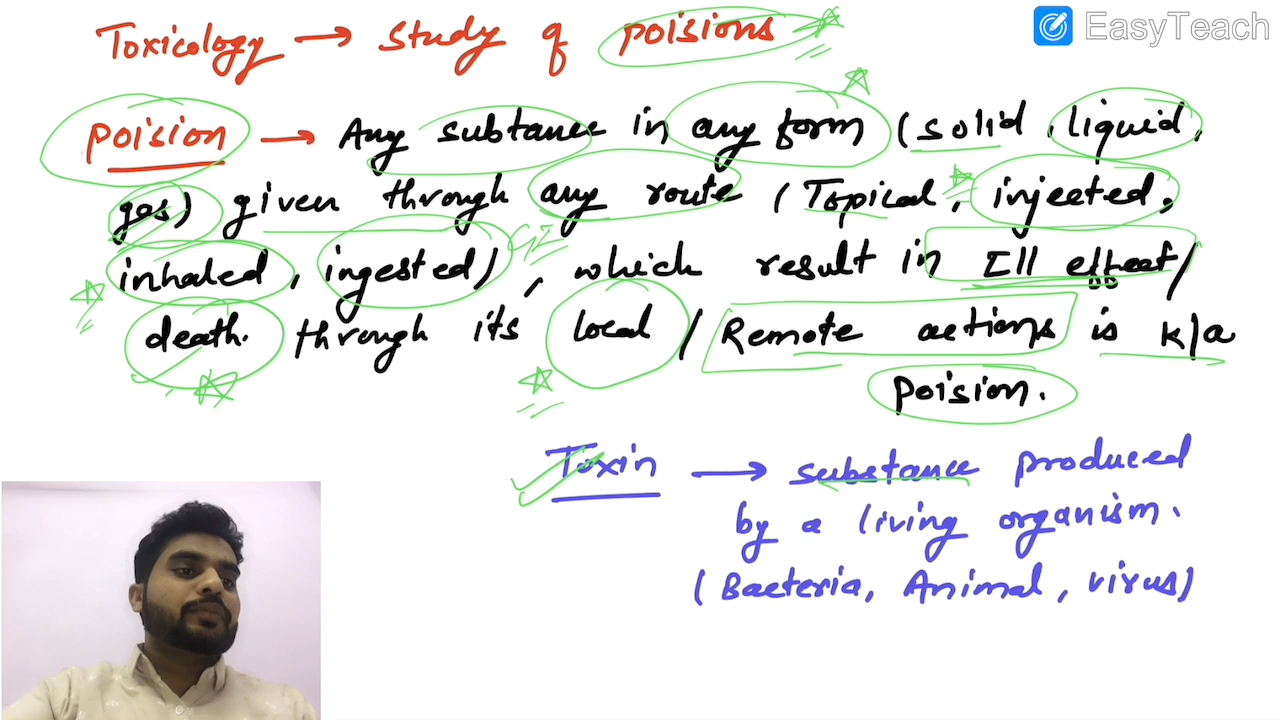 EasyTeach
Toxicology → study of poisions
poision → Any subtance in any form (solid, liquid,
gas) given through any route (Topical, injected,
inhaled, ingested), which result in Ill effect/
death. through its local / Remote actions is k/a
poision.
Toxin → substance produced
by a living organism.
(Bacteria, Animal, virus)